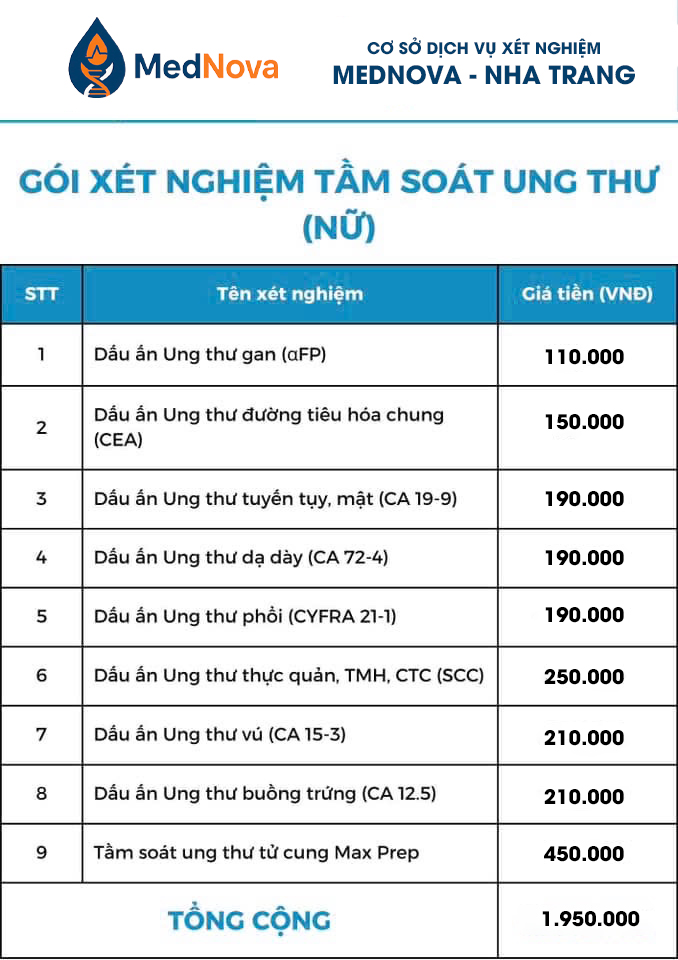 MedNova
CƠ SỞ DỊCH VỤ XÉT NGHIỆM
MEDNOVA - NHA TRANG
GÓI XÉT NGHIỆM TẦM SOÁT UNG THƯ
(NỮ)
STT Tên xét nghiệm Giá tiền (VNĐ)
1 Dấu ấn Ung thư gan (αFP) 110.000
2 Dấu ấn Ung thư đường tiêu hóa chung
(CEA) 150.000
3 Dấu ấn Ung thư tuyến tụy, mật (CA 19-9) 190.000
4 Dấu ấn Ung thư dạ dày (CA 72-4) 190.000
5 Dấu ấn Ung thư phổi (CYFRA 21-1) 190.000
6 Dấu ấn Ung thư thực quản, TMH, CTC (SCC) 250.000
7 Dấu ấn Ung thư vú (CA 15-3) 210.000
8 Dấu ấn Ung thư buồng trứng (CA 12.5) 210.000
9 Tầm soát ung thư tử cung Max Prep 450.000
TỔNG CỘNG 1.950.000